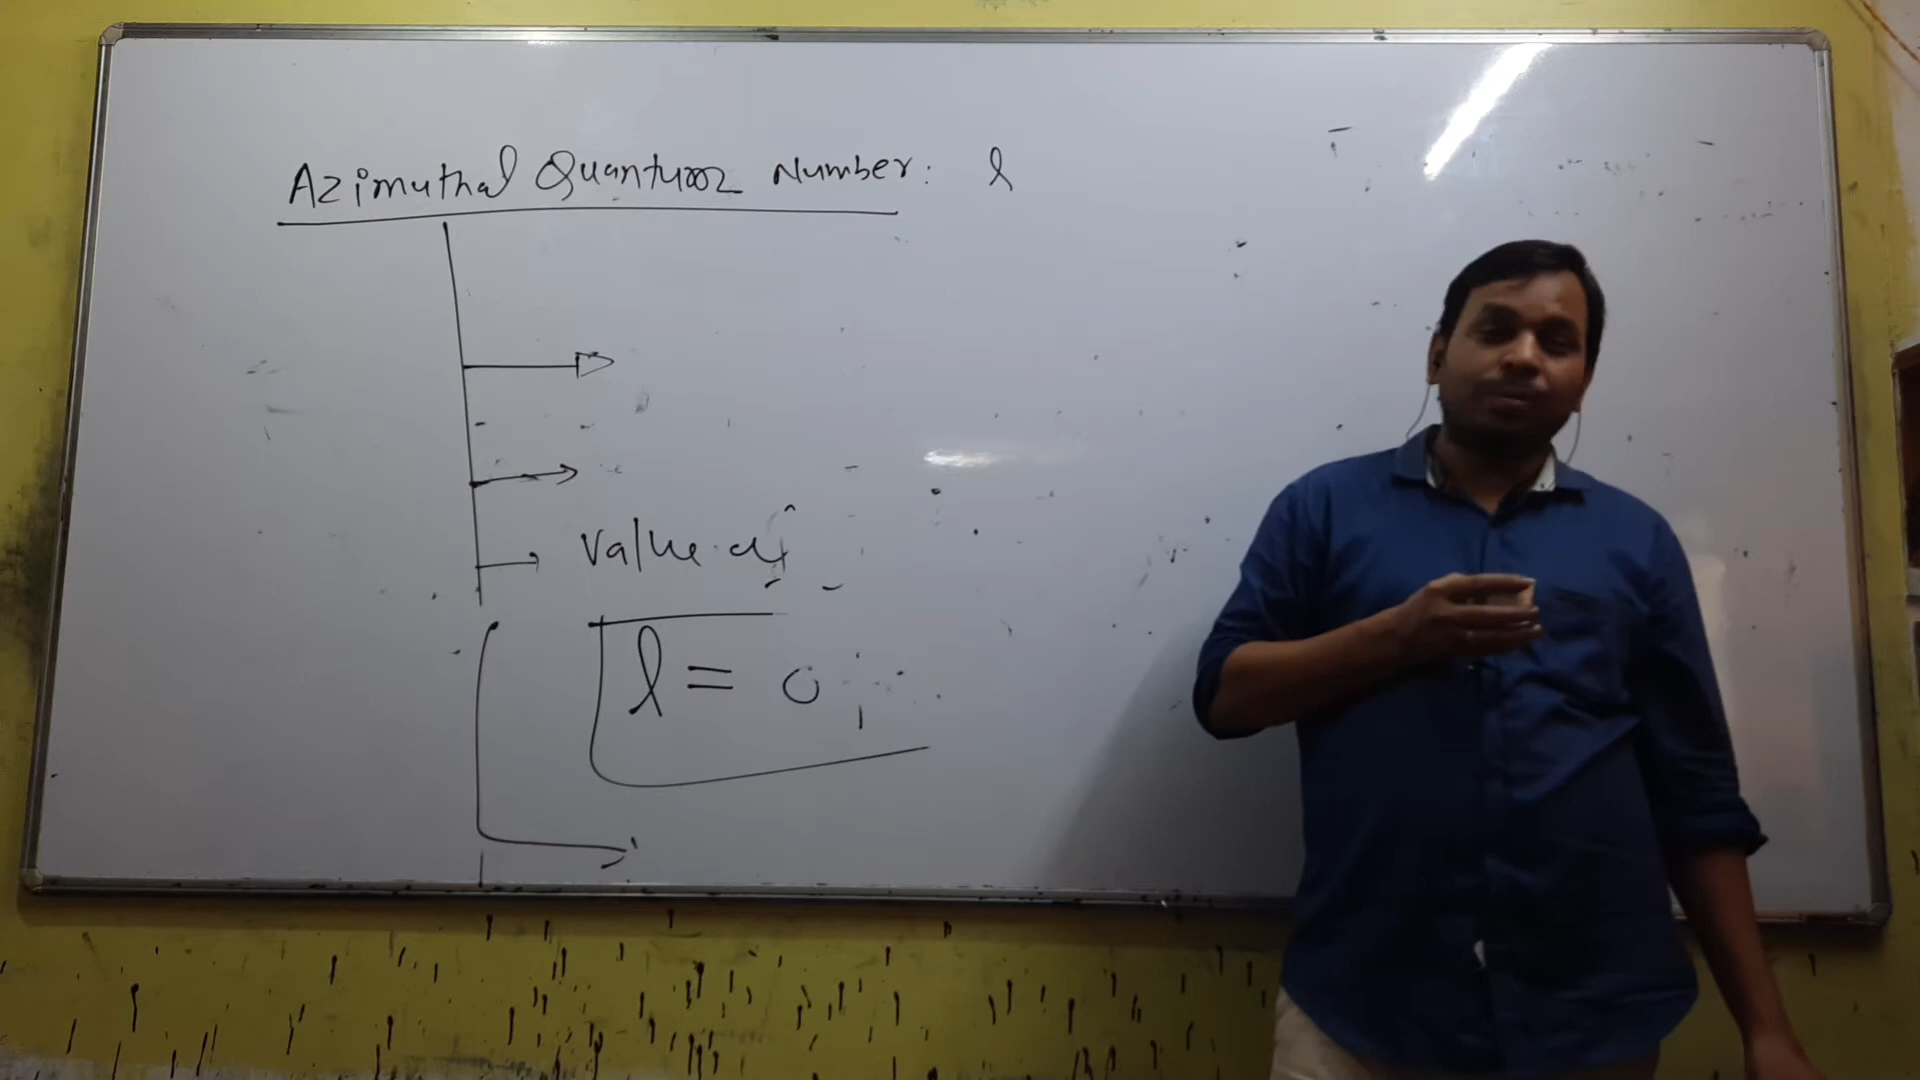 Azimuthal Quantum Number: l
value of
l = 0,